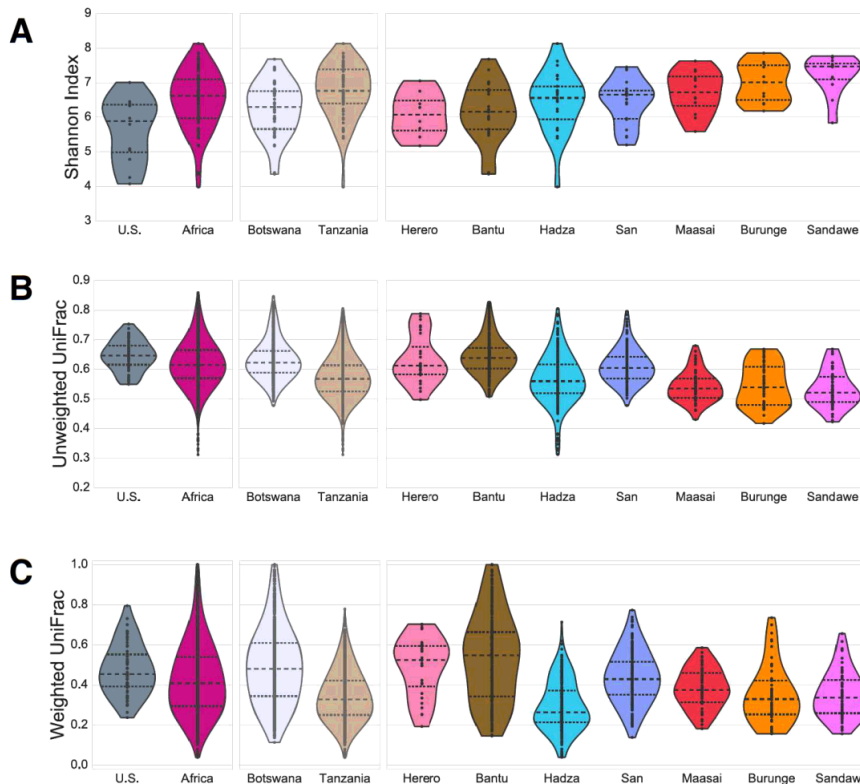 A
Shannon Index
9
8
7
6
5
4
3
U.S. Africa Botswana Tanzania Herero Bantu Hadza San Maasai Burunge Sandawe
B
Unweighted UniFrac
0.9
0.8
0.7
0.6
0.5
0.4
0.3
0.2
U.S. Africa Botswana Tanzania Herero Bantu Hadza San Maasai Burunge Sandawe
C
Weighted UniFrac
1.0
0.8
0.6
0.4
0.2
0.0
U.S. Africa Botswana Tanzania Herero Bantu Hadza San Maasai Burunge Sandawe